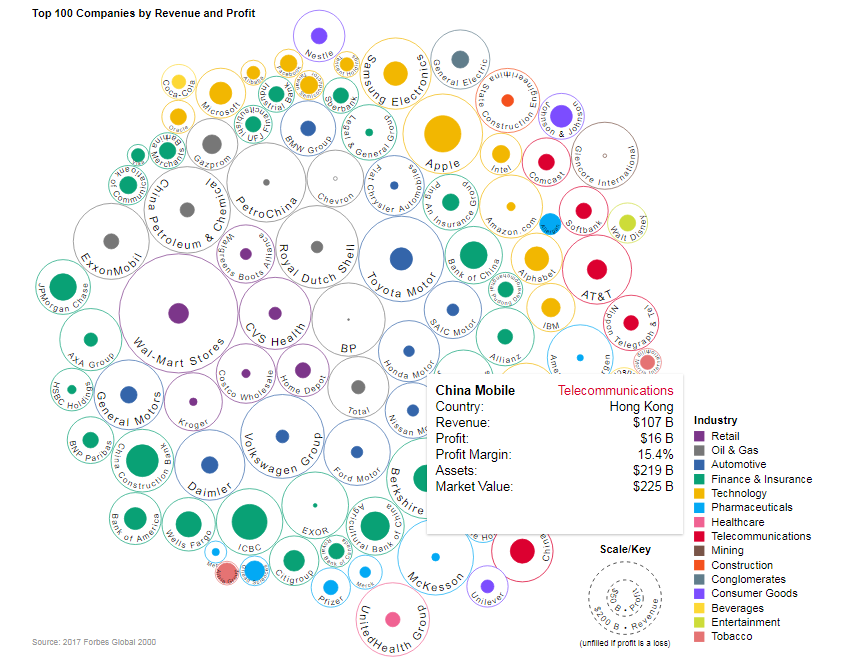 Top 100 Companies by Revenue and Profit
Nestle
Samsung Electronics
General Electric
Coca-Cola
Microsoft
Oracle
Sberbank
State Construction Engineering
Johnson & Johnson
Gazprom
BMW Group
Legal & General Group
Apple
Intel
Comcast
Glencore International
China Petroleum & Chemical
PetroChina
Chevron
Fiat Chrysler Automobiles
Ping An Insurance Group
Amazon.com
Softbank
Walt Disney
ExxonMobil
Walgreens Boots Alliance
Royal Dutch Shell
Toyota Motor
Bank of China
Alphabet
AT&T
JPMorgan Chase
Wal-Mart Stores
CVS Health
BP
SAIC Motor
IBM
Nippon Telegraph & Tel
AXA Group
Honda Motor
Allianz
HSBC Holdings
General Motors
Costco Wholesale
Home Depot
Total
Kroger
Nissan Mo
BNP Paribas
China Construction Bank
Daimler
Volkswagen Group
Ford Motor
Berkshire
Bank of America
Wells Fargo
ICBC
EXOR
Agricultural Bank of China
Citigroup
Royal Bank of Canada
Pfizer
Merck
McKesson
Unilever
China
UnitedHealth Group
China Mobile Telecommunications
Country: Hong Kong
Revenue: $107 B
Profit: $16 B
Profit Margin: 15.4%
Assets: $219 B
Market Value: $225 B
Industry
Retail
Oil & Gas
Automotive
Finance & Insurance
Technology
Pharmaceuticals
Healthcare
Telecommunications
Mining
Construction
Conglomerates
Consumer Goods
Beverages
Entertainment
Tobacco
Scale/Key
$50 B • Profit
$200 B • Revenue
(unfilled if profit is a loss)
Source: 2017 Forbes Global 2000